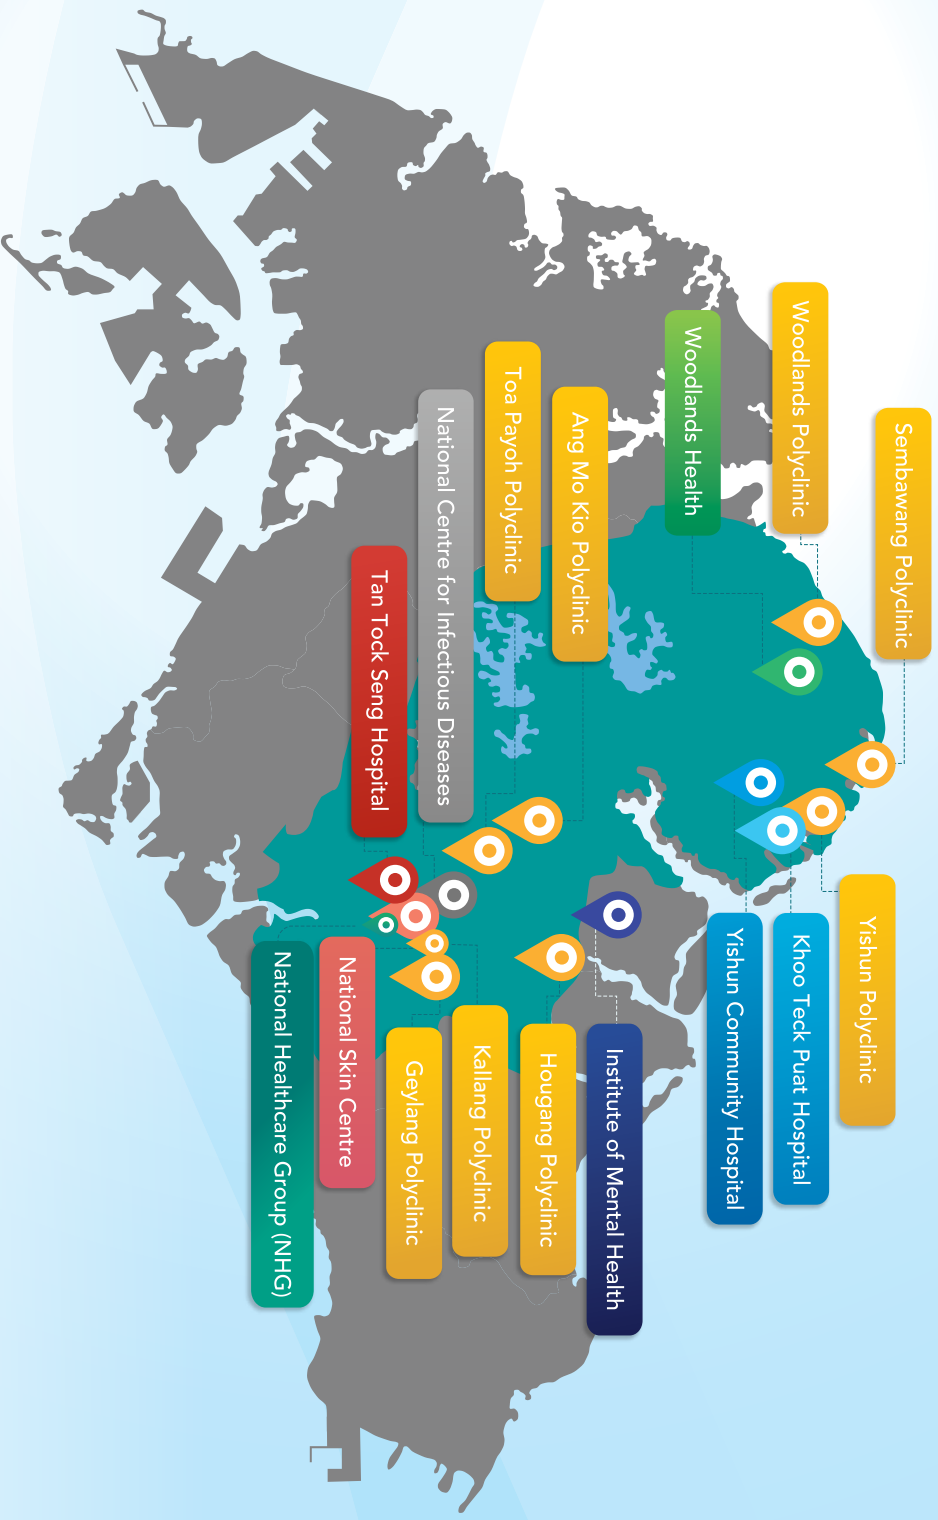 Sembawang Polyclinic
Woodlands Polyclinic
Woodlands Health
Ang Mo Kio Polyclinic
Toa Payoh Polyclinic
National Centre for Infectious Diseases
Tan Tock Seng Hospital
Yishun Polyclinic
Khoo Teck Puat Hospital
Yishun Community Hospital
Institute of Mental Health
Hougang Polyclinic
Kallang Polyclinic
Geylang Polyclinic
National Skin Centre
National Healthcare Group (NHG)